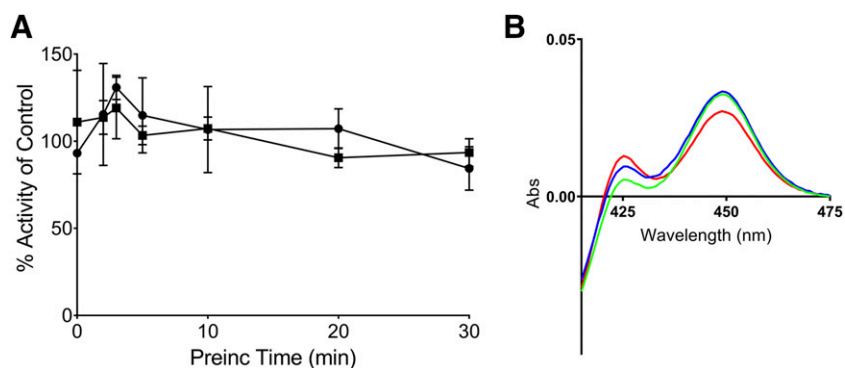 A
150
100
50
0
% Activity of Control
0 10 20 30
Preinc Time (min)
B
0.05
0.00
Abs
425 450 475
Wavelength (nm)